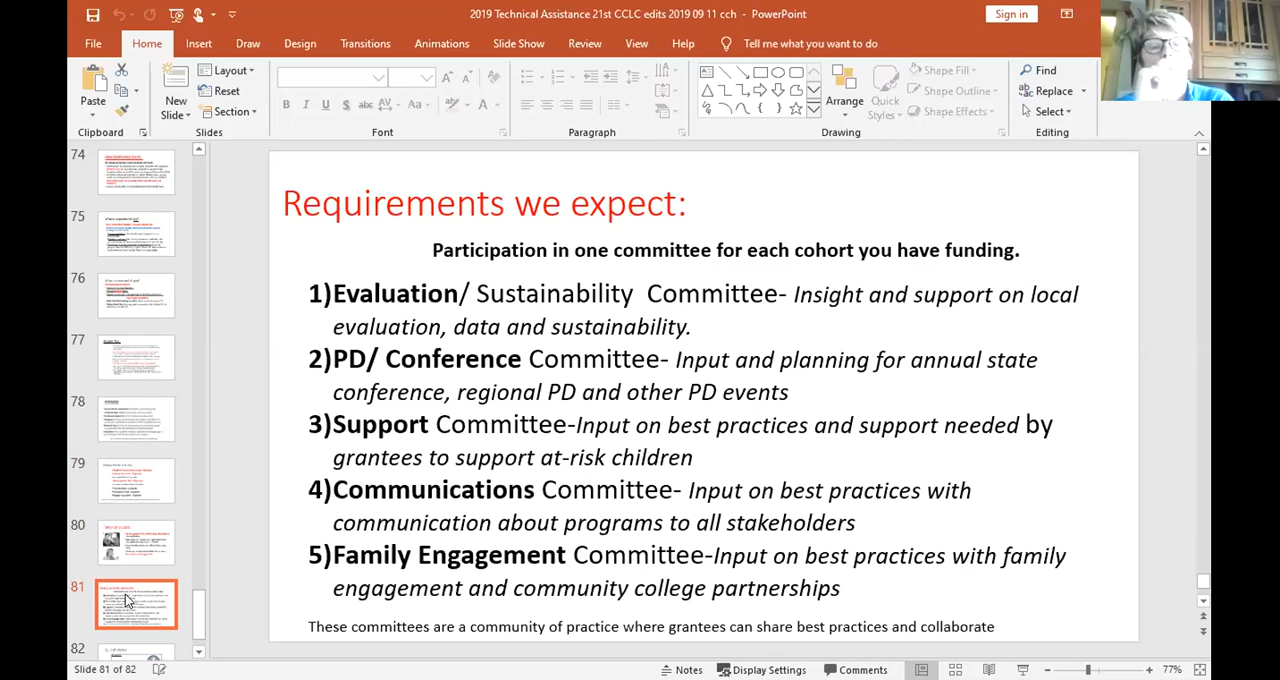 2019 Technical Assistance 21st CCLC edits 2019 09 11 cch - PowerPoint
Sign in
File Home Insert Draw Design Transitions Animations Slide Show Review View Help Tell me what you want to do
Paste
Clipboard
New
Slide
Layout
Reset
Section
Slides
B I U S abc AV Aa A
Font
Paragraph
Arrange
Quick
Styles
Shape Fill
Shape Outline
Shape Effects
Drawing
Find
Replace
Select
Editing
74
75
76
77
78
79
80
81
82
Requirements we expect:
Participation in one committee for each cohort you have funding.
1)Evaluation/ Sustainability Committee- Insight and support on local
evaluation, data and sustainability.
2)PD/ Conference Committee- Input and planning for annual state
conference, regional PD and other PD events
3)Support Committee-Input on best practices and support needed by
grantees to support at-risk children
4)Communications Committee- Input on best practices with
communication about programs to all stakeholders
5)Family Engagement Committee-Input on best practices with family
engagement and community college partnerships
These committees are a community of practice where grantees can share best practices and collaborate
Slide 81 of 82
Notes Display Settings Comments 77%